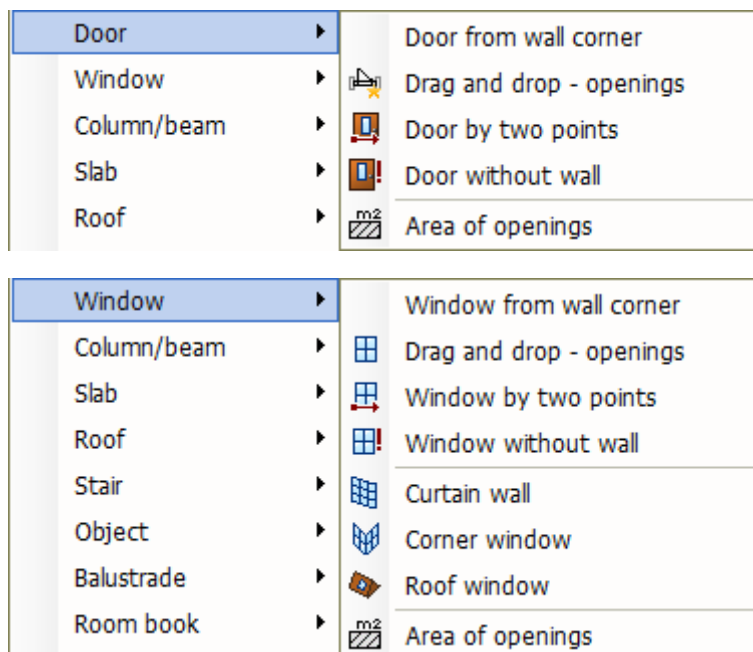 Door
Door from wall corner
Window
Drag and drop - openings
Column/beam
Door by two points
Slab
! Door without wall
Roof
m2 Area of openings
Window
Window from wall corner
Column/beam
Drag and drop - openings
Slab
Window by two points
Roof
! Window without wall
Stair
Curtain wall
Object
Corner window
Balustrade
Roof window
Room book
m2 Area of openings